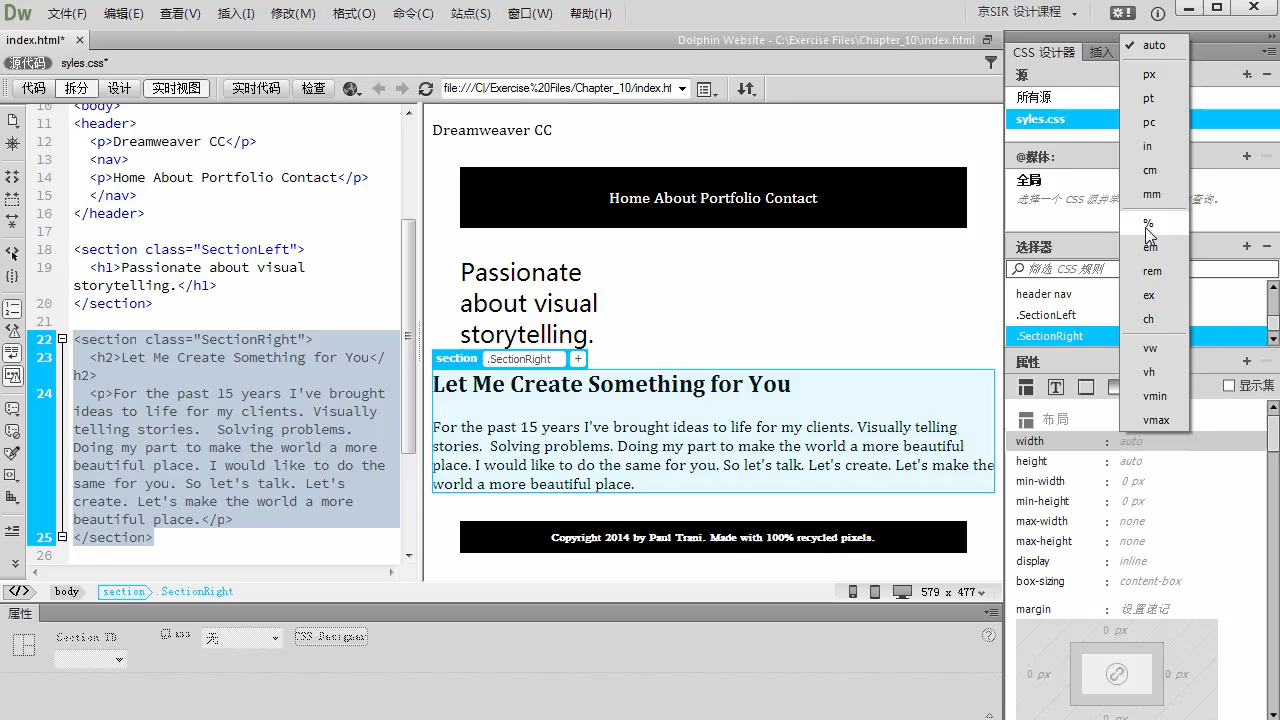 Dw 文件(F) 编辑(E) 查看(V) 插入(I) 修改(M) 格式(O) 命令(C) 站点(S) 窗口(W) 帮助(H) 京SIR 设计课程
index.html* Dolphin Website - C:\Exercise Files\Chapter_10\index.html
源代码 syles.css*
代码 拆分 设计 实时视图 实时代码 检查 file:///C|/Exercise%20Files/Chapter_10/index.ht
10 <body>
11 <header>
12 <p>Dreamweaver CC</p>
13 <nav>
14 <p>Home About Portfolio Contact</p>
15 </nav>
16 </header>
17
18 <section class="SectionLeft">
19 <h1>Passionate about visual
storytelling.</h1>
20 </section>
21
22 <section class="SectionRight">
23 <h2>Let Me Create Something for You</
h2>
24 <p>For the past 15 years I've brought
ideas to life for my clients. Visually
telling stories.  Solving problems.
Doing my part to make the world a more
beautiful place. I would like to do the
same for you. So let's talk. Let's
create. Let's make the world a more
beautiful place.</p>
25 </section>
26
Dreamweaver CC
Home About Portfolio Contact
Passionate
about visual
storytelling.
section .SectionRight +
Let Me Create Something for You
For the past 15 years I've brought ideas to life for my clients. Visually telling
stories.  Solving problems. Doing my part to make the world a more beautiful
place. I would like to do the same for you. So let's talk. Let's create. Let's make the
world a more beautiful place.
Copyright 2014 by Paul Trani. Made with 100% recycled pixels.
</> body section .SectionRight 579 x 477
属性
Section ID
无
CSS Designer
CSS 设计器 插入
源
所有源
syles.css
@媒体:
全局
选择一个 CSS 源并单 查询。
选择器
筛选 CSS 规则
header nav
.SectionLeft
.SectionRight
属性
显示集
布局
width : auto
height : auto
min-width : 0 px
min-height : 0 px
max-width : none
max-height : none
display : inline
box-sizing : content-box
margin : 设置速记
0 px
0 px 0 px
auto
px
pt
pc
in
cm
mm
%
em
rem
ex
ch
vw
vh
vmin
vmax